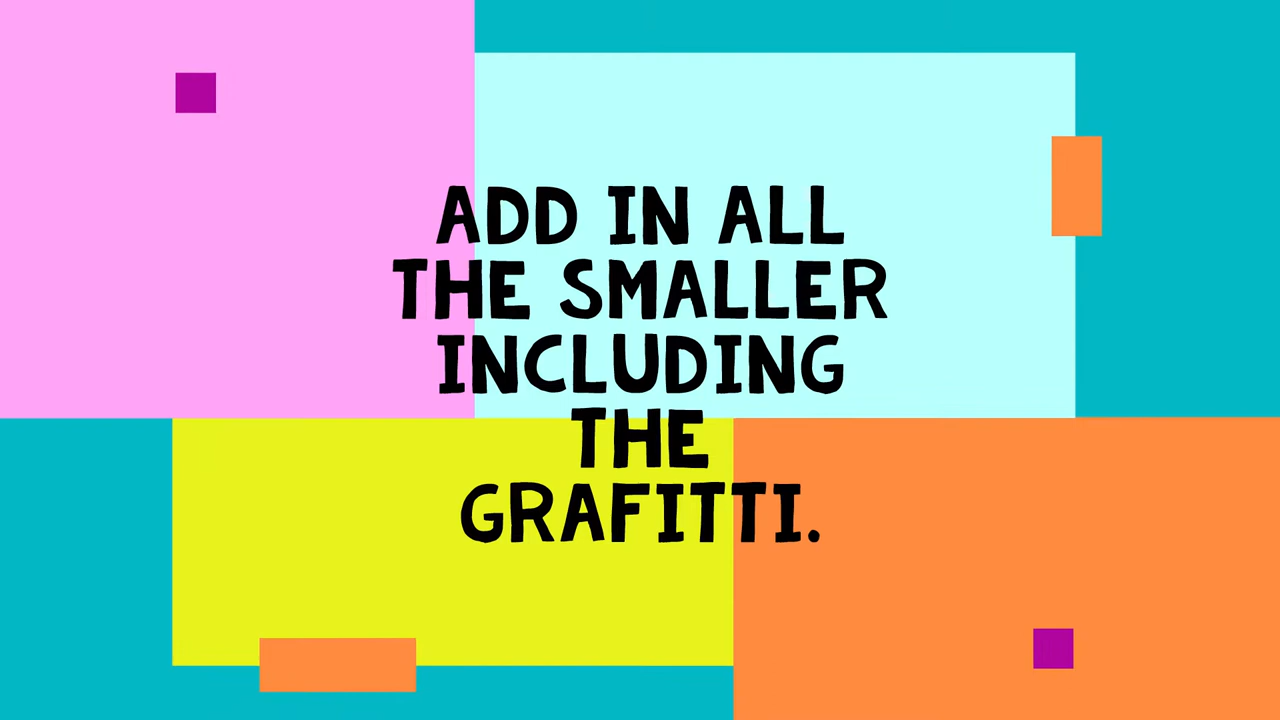 ADD IN ALL
THE SMALLER
INCLUDING
THE
GRAFITTI.